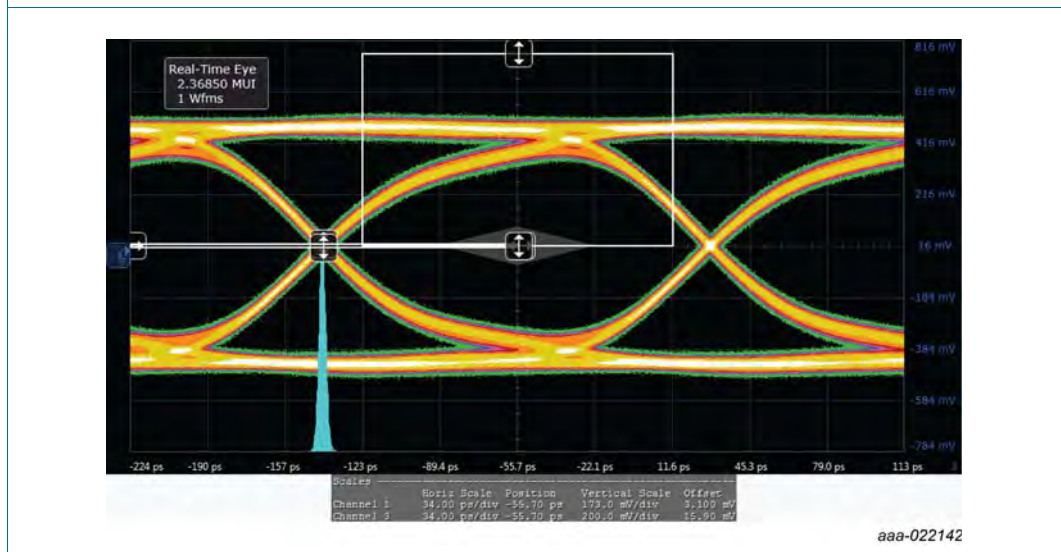 816 mV
Real-Time Eye
2.36850 MUI
1 Wfms
616 mV
416 mV
216 mV
16 mV
-184 mV
-384 mV
-584 mV
-784 mV
-224 ps -190 ps -157 ps -123 ps -89.4 ps -55.7 ps -22.1 ps 11.6 ps 45.3 ps 79.0 ps 113 ps
Scales
Horiz Scale Position Vertical Scale Offset
Channel 1 34.00 ps/div -55.70 ps 173.0 mV/div 3.100 mV
Channel 3 34.00 ps/div -55.70 ps 200.0 mV/div 15.90 mV
aaa-022142